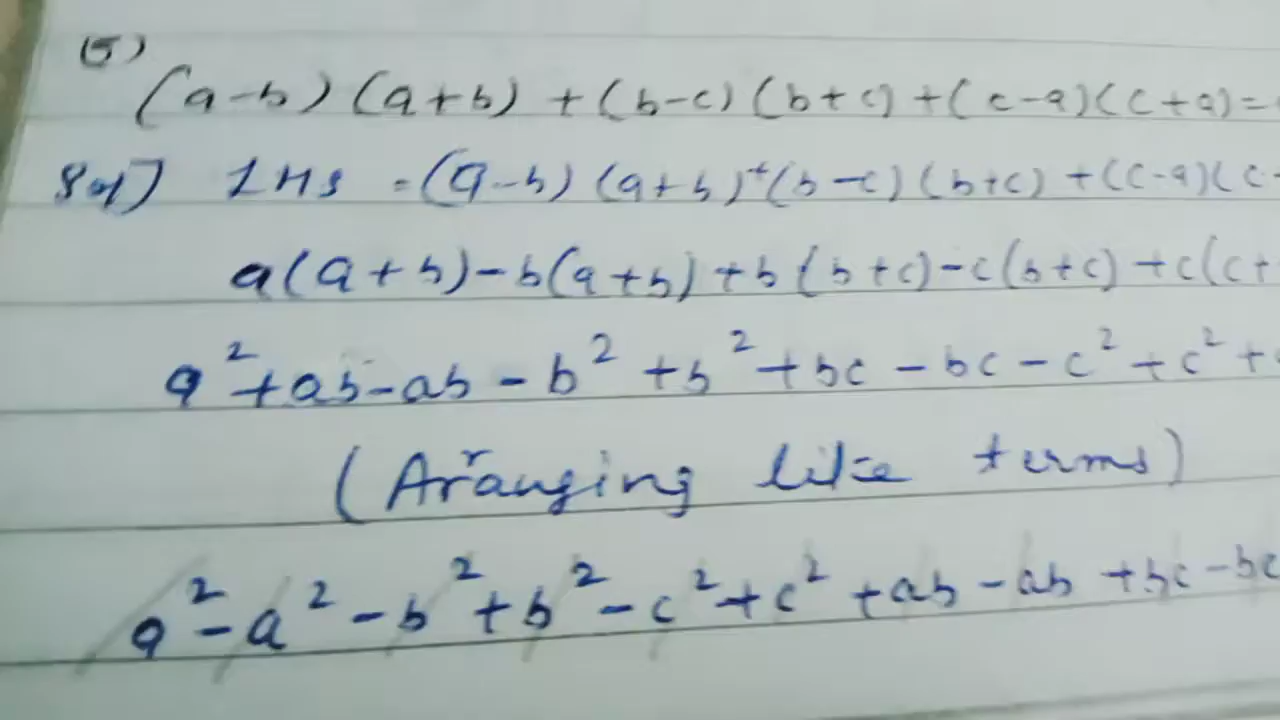 (5)
(a-b) (a+b) + (b-c) (b+c) + (c-a)(c+a) =
Sol] LHS = (a-b) (a+b)+(b-c) (b+c) + (c-a)(c+
a(a+b)-b(a+b)+b(b+c)-c(b+c)+c(c+
a²+ab-ab-b²+b²+bc-bc-c²+c²+
(Arranging like terms)
a²-a²-b²+b²-c²+c²+ab-ab+bc-bc